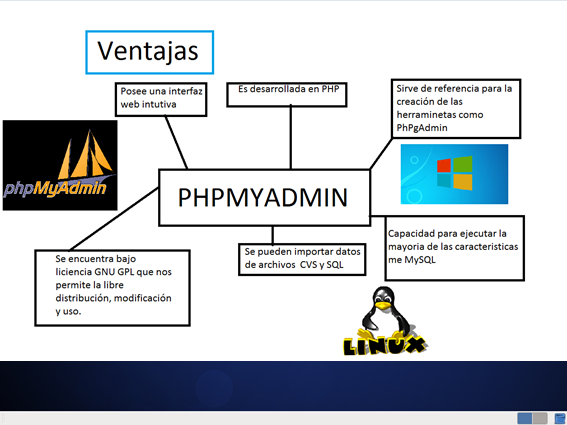 Ventajas
Posee una interfaz
web intutiva
Es desarrollada en PHP
Sirve de referencia para la
creación de las
herraminetas como
PhPgAdmin
phpMyAdmin
PHPMYADMIN
Se encuentra bajo
liciencia GNU GPL que nos
permite la libre
distribución, modificación
y uso.
Se pueden importar datos
de archivos CVS y SQL
Capacidad para ejecutar la
mayoria de las caracteristicas
me MySQL
LINUX